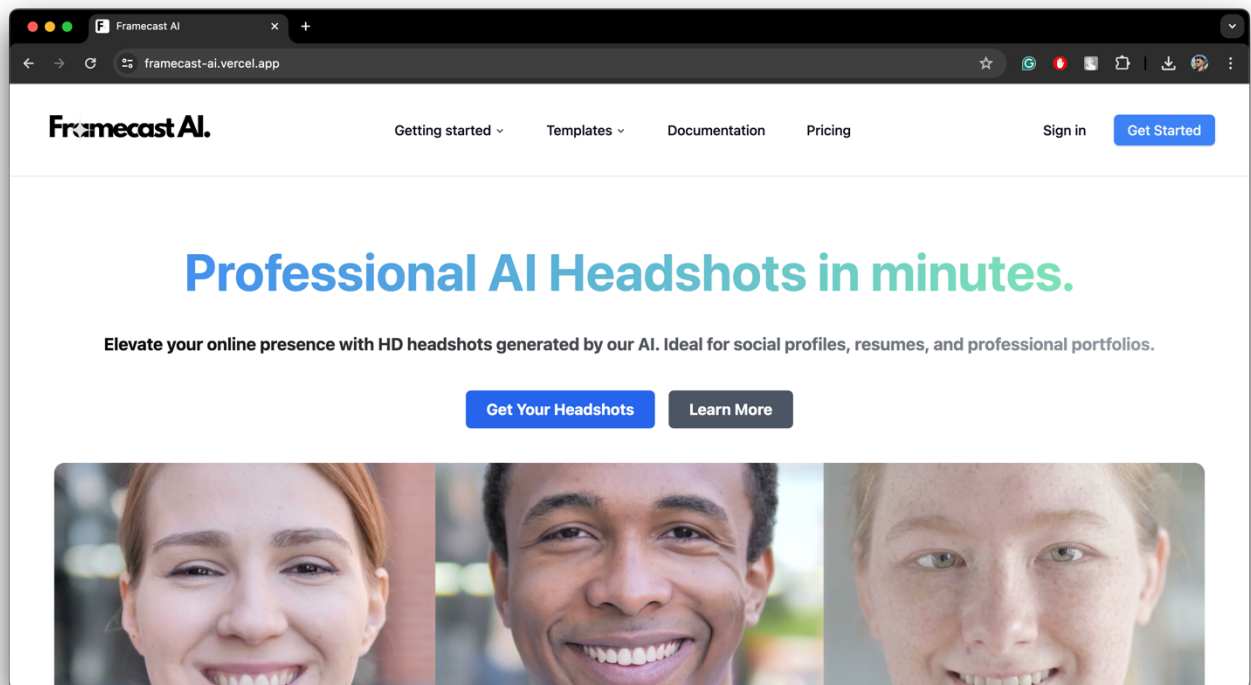 Framecast AI
framecast-ai.vercel.app
Framecast AI.
Getting started
Templates
Documentation
Pricing
Sign in
Get Started
Professional AI Headshots in minutes.
Elevate your online presence with HD headshots generated by our AI. Ideal for social profiles, resumes, and professional portfolios.
Get Your Headshots
Learn More